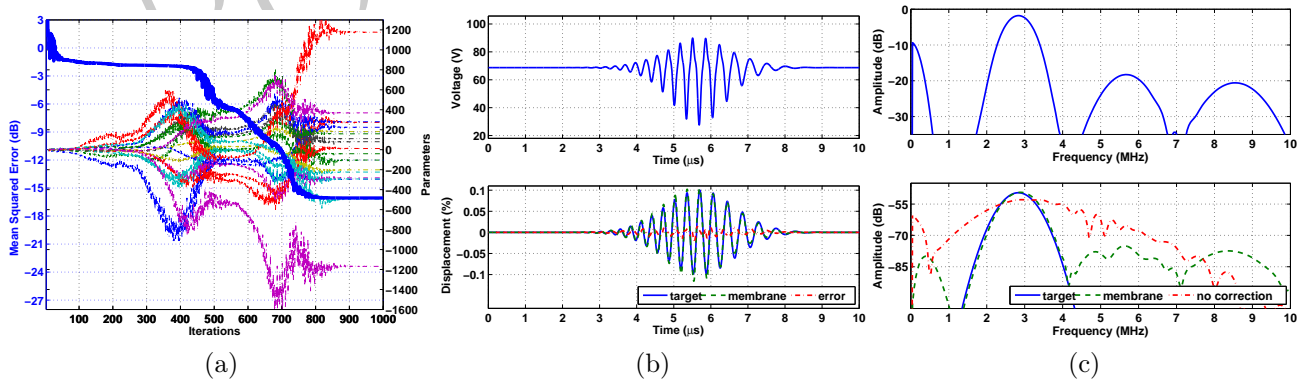 3
0
-3
-6
-9
-12
-15
-18
-21
-24
-27
Mean Squared Error (dB)
100 200 300 400 500 600 700 800 900 1000
Iterations
1200
1000
800
600
400
200
0
-200
-400
-600
-800
-1000
-1200
-1400
-1600
Parameters
(a)
100
80
60
40
20
Voltage (V)
0 1 2 3 4 5 6 7 8 9 10
Time (µs)
0.1
0.05
0
-0.05
-0.1
Displacement (%)
target membrane error
0 1 2 3 4 5 6 7 8 9 10
Time (µs)
(b)
0
-10
-20
-30
Amplitude (dB)
0 1 2 3 4 5 6 7 8 9 10
Frequency (MHz)
-55
-70
-85
Amplitude (dB)
target membrane no correction
0 1 2 3 4 5 6 7 8 9 10
Frequency (MHz)
(c)